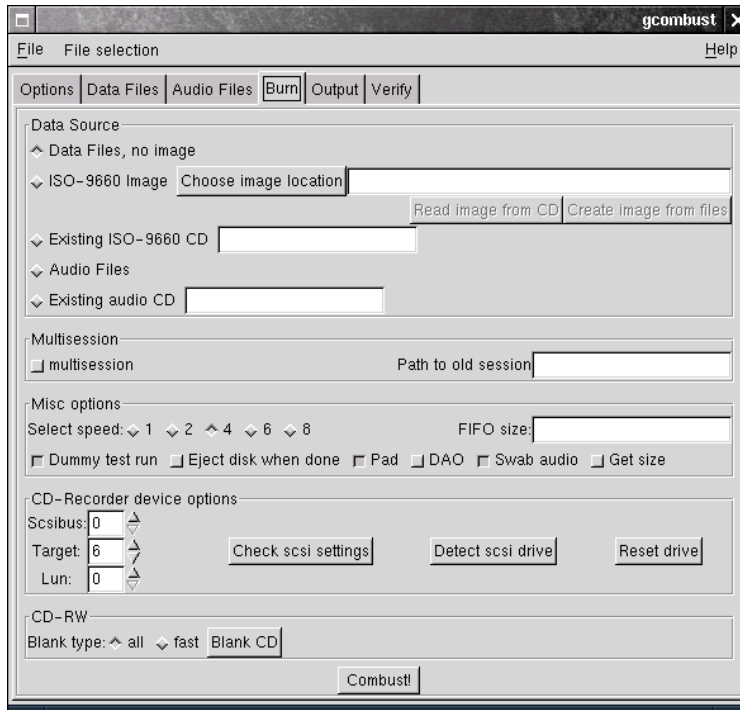 gcombust
File File selection Help
Options Data Files Audio Files Burn Output Verify
Data Source
Data Files, no image
ISO-9660 Image Choose image location
Read image from CD Create image from files
Existing ISO-9660 CD
Audio Files
Existing audio CD
Multisession
multisession Path to old session
Misc options
Select speed: 1 2 4 6 8 FIFO size:
Dummy test run Eject disk when done Pad DAO Swab audio Get size
CD-Recorder device options
Scsibus: 0
Target: 6 Check scsi settings Detect scsi drive Reset drive
Lun: 0
CD-RW
Blank type: all fast Blank CD
Combust!